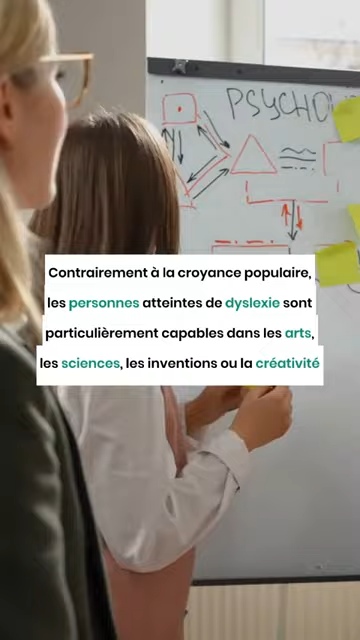 PSYCHO
Contrairement à la croyance populaire,
les personnes atteintes de dyslexie sont
particulièrement capables dans les arts,
les sciences, les inventions ou la créativité